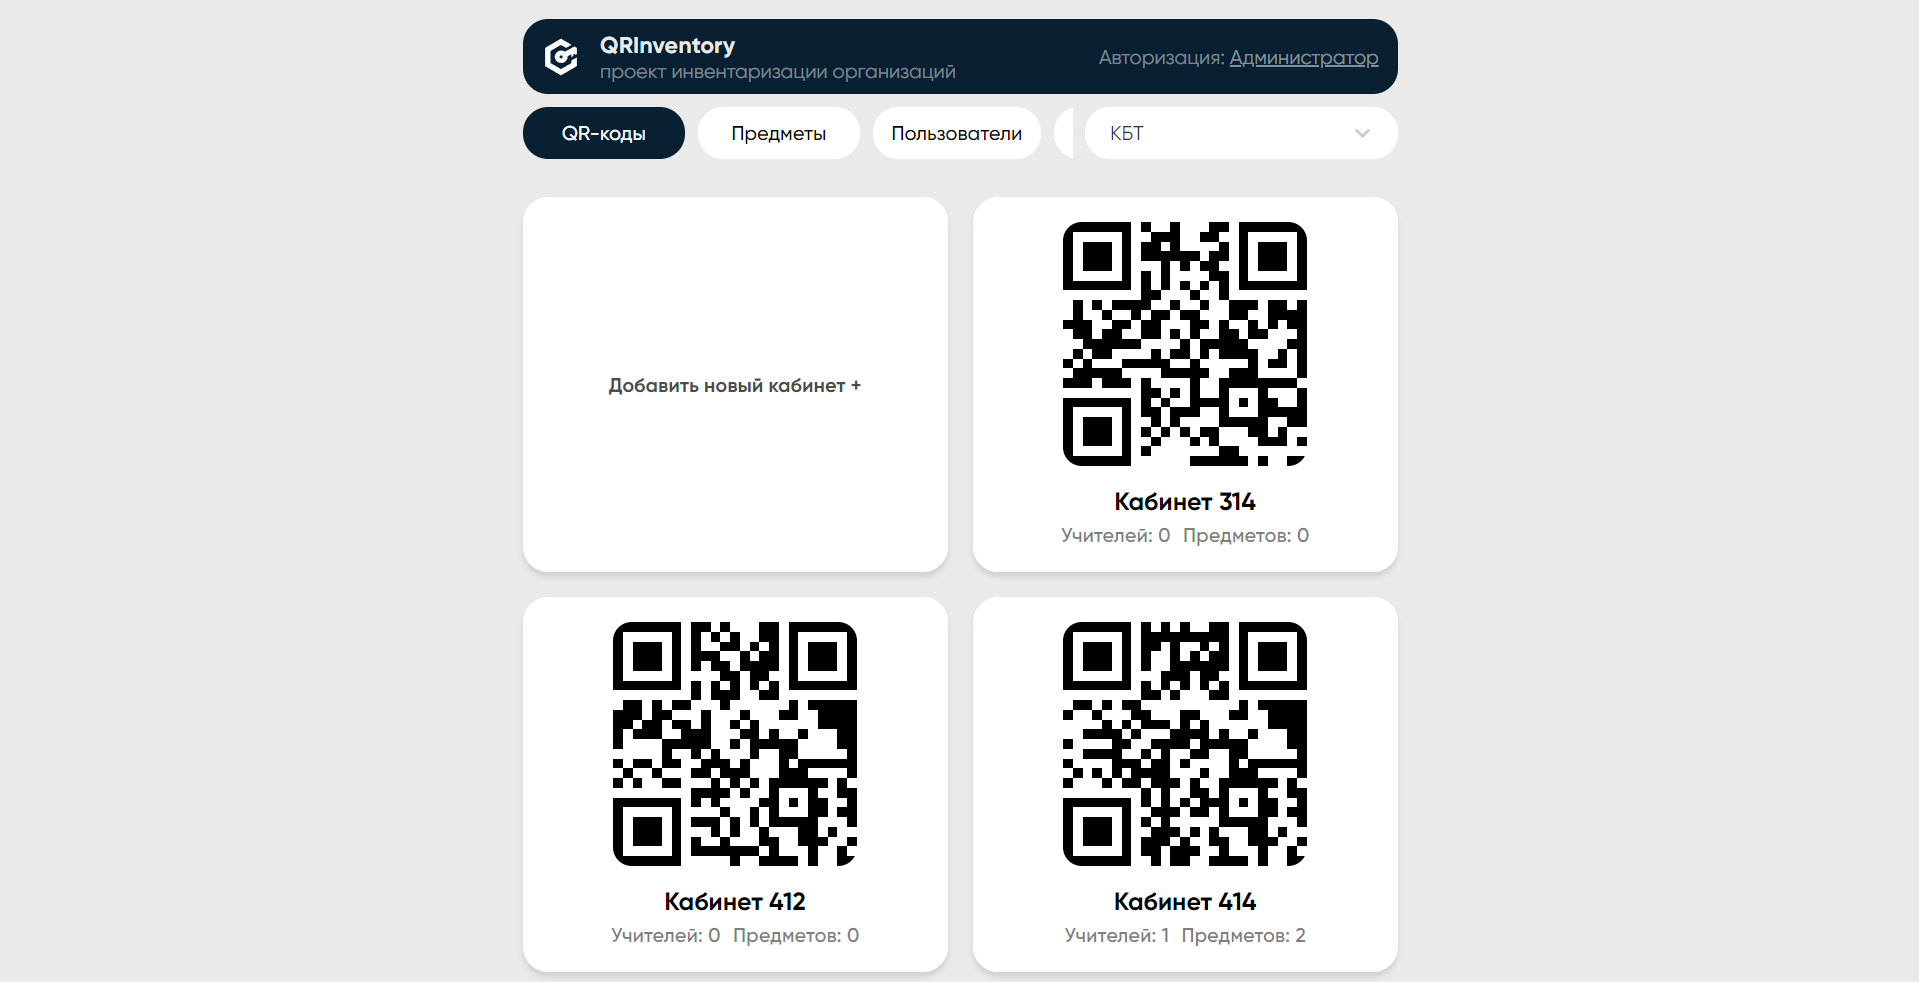 QRInventory
проект инвентаризации организаций
Авторизация: Администратор
QR-коды
Предметы
Пользователи
КБТ
Добавить новый кабинет +
Кабинет 314
Учителей: 0 Предметов: 0
Кабинет 412
Учителей: 0 Предметов: 0
Кабинет 414
Учителей: 1 Предметов: 2